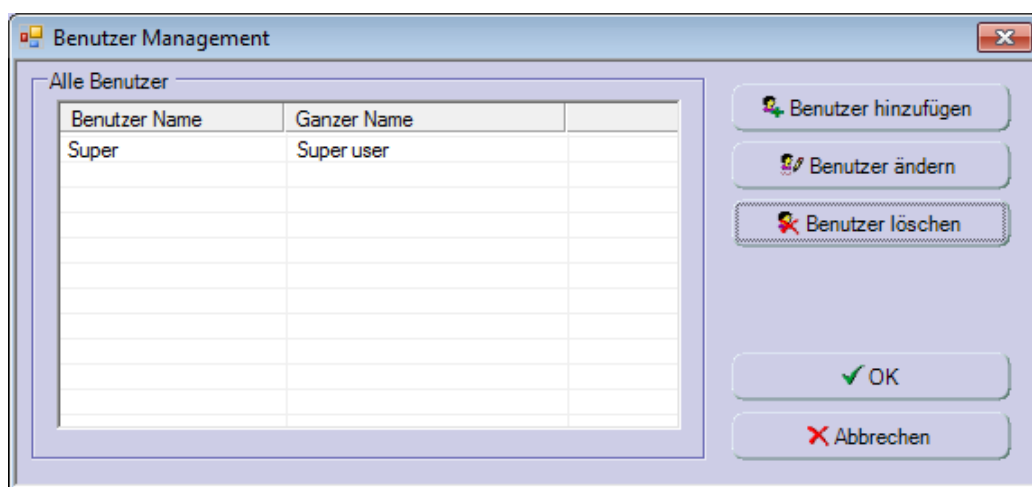 Benutzer Management
Alle Benutzer
Benutzer Name Ganzer Name
Super Super user
Benutzer hinzufügen
Benutzer ändern
Benutzer löschen
OK
Abbrechen